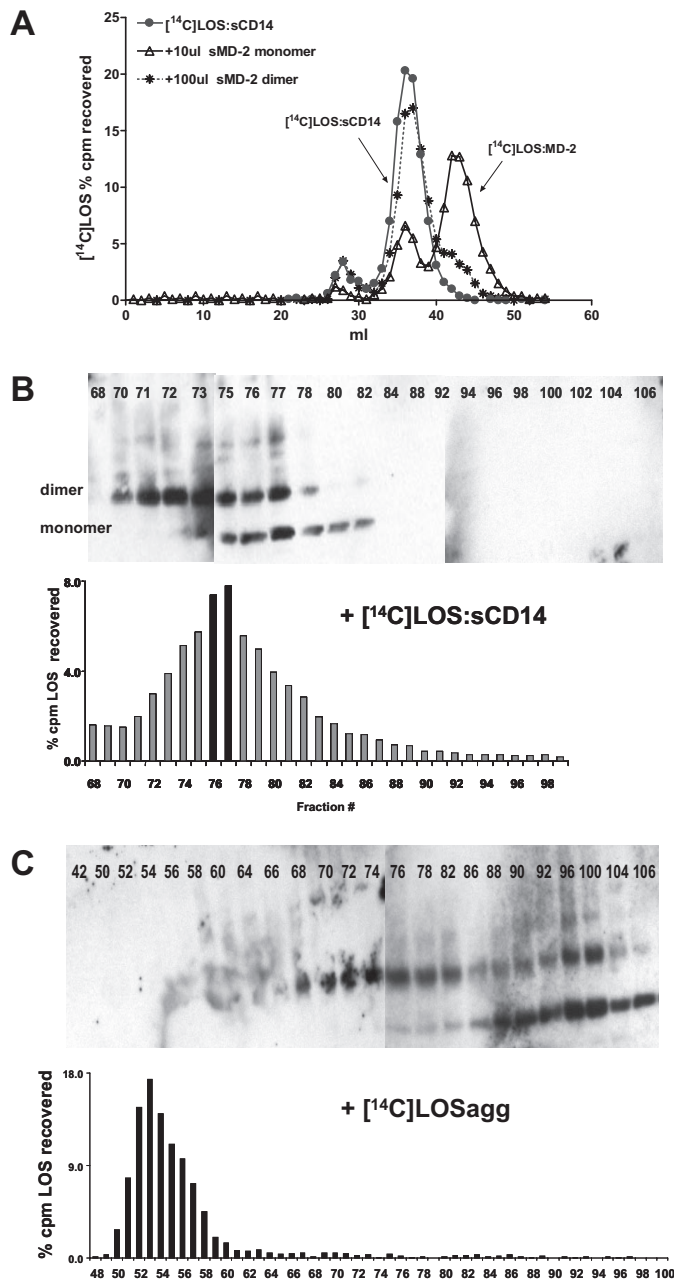 A
[14C]LOS:sCD14
+10ul sMD-2 monomer
+100ul sMD-2 dimer
[14C]LOS:sCD14
[14C]LOS:MD-2
[14C]LOS % cpm recovered
25
20
15
10
5
0
0 10 20 30 40 50 60
ml
B
68 70 71 72 73 75 76 77 78 80 82 84 88 92 94 96 98 100 102 104 106
dimer
monomer
+ [14C]LOS:sCD14
% cpm LOS recovered
8.0
4.0
0.0
68 70 72 74 76 78 80 82 84 86 88 90 92 94 96 98
Fraction #
C
42 50 52 54 56 58 60 64 66 68 70 72 74 76 78 82 86 88 90 92 96 100 104 106
+ [14C]LOSagg
% cpm LOS recovered
18.0
9.0
0.0
48 50 52 54 56 58 60 62 64 66 68 70 72 74 76 78 80 82 84 86 88 90 92 94 96 98 100